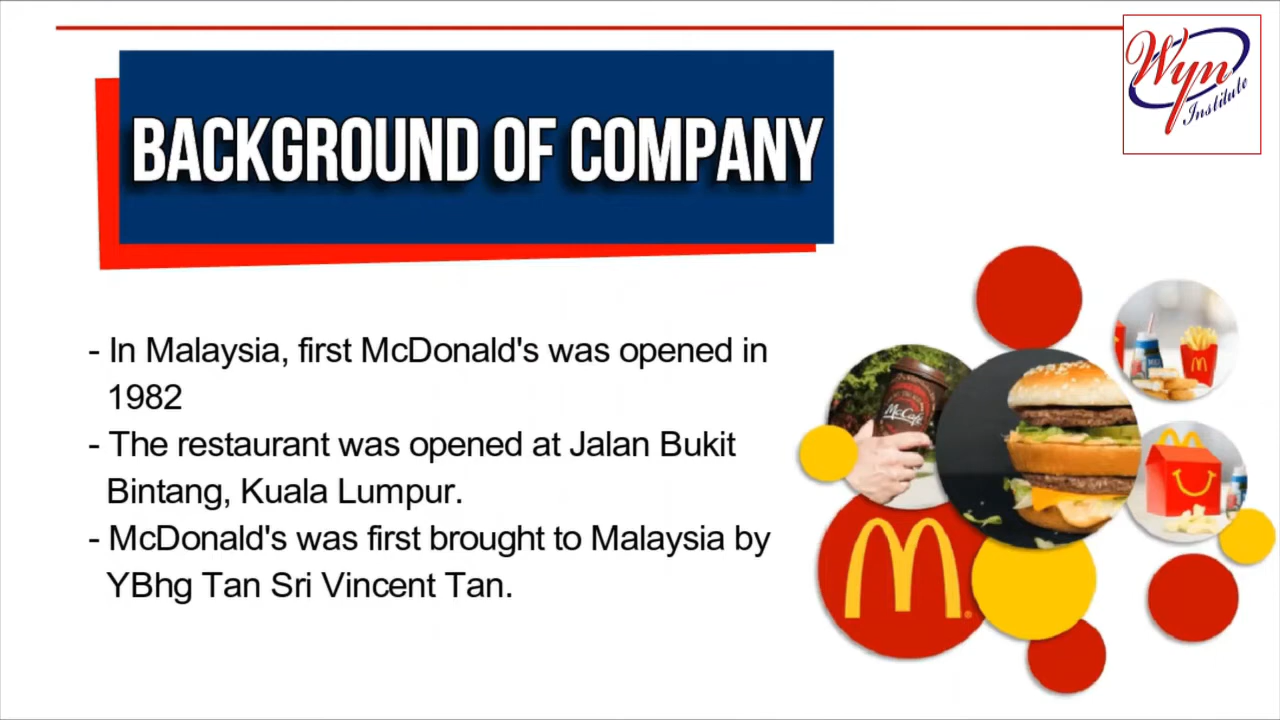 Wyn
Institute
BACKGROUND OF COMPANY
- In Malaysia, first McDonald's was opened in
1982
- The restaurant was opened at Jalan Bukit
Bintang, Kuala Lumpur.
- McDonald's was first brought to Malaysia by
YBhg Tan Sri Vincent Tan.
McCafé